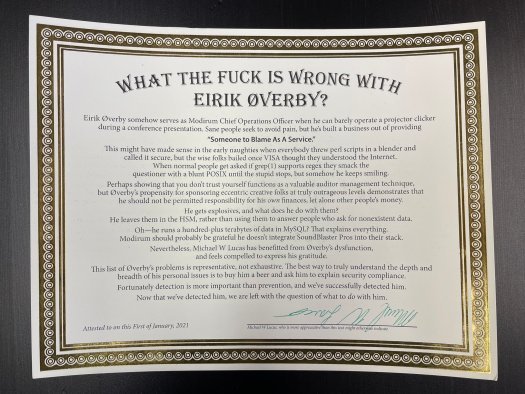 WHAT THE FUCK IS WRONG WITH
EIRIK ØVERBY?
Eirik Øverby somehow serves as Modirum Chief Operations Officer when he can barely operate a projector clicker
during a conference presentation. Sane people seek to avoid pain, but he's built a business out of providing
"Someone to Blame As A Service."
This might have made sense in the early naughties when everybody threw perl scripts in a blender and
called it secure, but the wise folks bailed once VISA thought they understood the Internet.
When normal people get asked if grep(1) supports regex they smack the
questioner with a blunt POSIX until the stupid stops, but somehow he keeps smiling.
Perhaps showing that you don't trust yourself functions as a valuable auditor management technique,
but Øverby's propensity for sponsoring eccentric creative folks at truly outrageous levels demonstrates that
he should not be permitted responsibility for his own finances, let alone other people's money.
He gets explosives, and what does he do with them?
He leaves them in the HSM, rather than using them to answer people who ask for nonexistent data.
Oh—he runs a hundred-plus terabytes of data in MySQL? That explains everything.
Modirum should probably be grateful he doesn't integrate SoundBlaster Pros into their stack.
Nevertheless, Michael W Lucas has benefitted from Øverby's dysfunction,
and feels compelled to express his gratitude.
This list of Øverby's problems is representative, not exhaustive. The best way to truly understand the depth and
breadth of his personal issues is to buy him a beer and ask him to explain security compliance.
Fortunately detection is more important than prevention, and we've successfully detected him.
Now that we've detected him, we are left with the question of what to do with him.
Attested to on this First of January, 2021
Michael W Lucas, who is more appreciative than this text might otherwise indicate